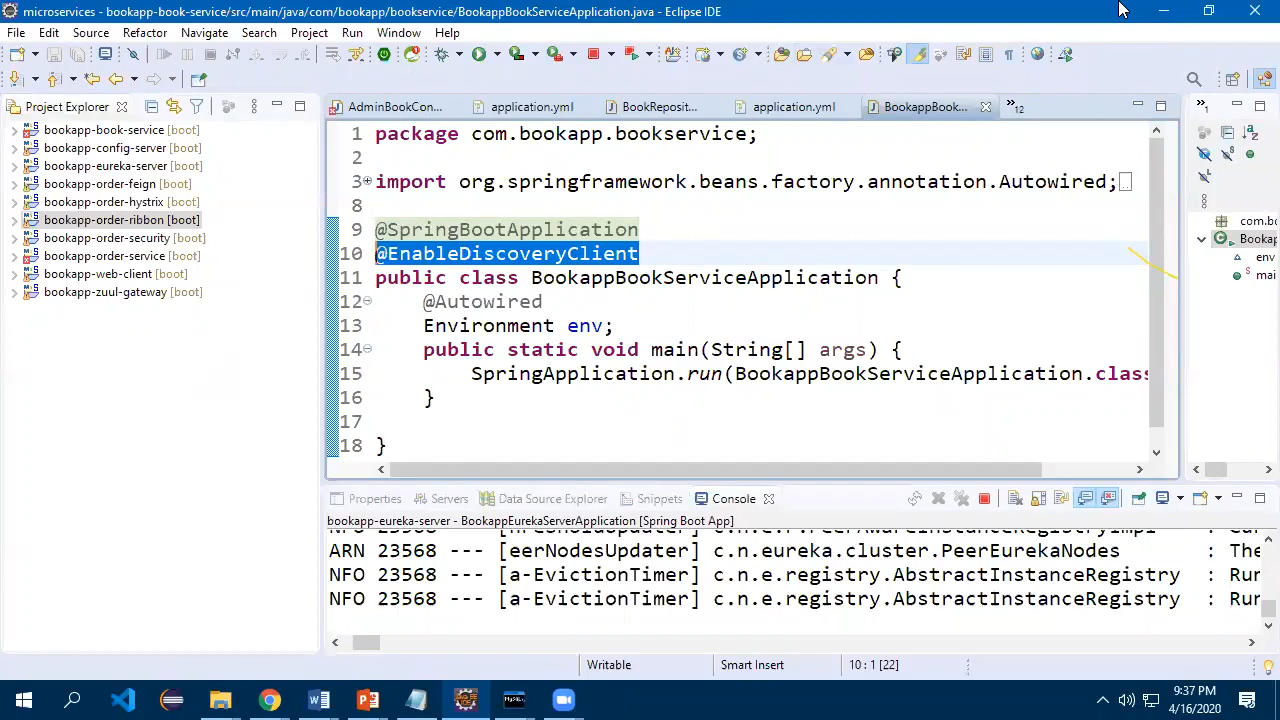 microservices - bookapp-book-service/src/main/java/com/bookapp/bookservice/BookappBookServiceApplication.java - Eclipse IDE
File Edit Source Refactor Navigate Search Project Run Window Help
Project Explorer
AdminBookCon... application.yml BookReposit... application.yml BookappBook... »12
bookapp-book-service [boot]
bookapp-config-server [boot]
bookapp-eureka-server [boot]
bookapp-order-feign [boot]
bookapp-order-hystrix [boot]
bookapp-order-ribbon [boot]
bookapp-order-security [boot]
bookapp-order-service [boot]
bookapp-web-client [boot]
bookapp-zuul-gateway [boot]
1 package com.bookapp.bookservice;
2
3 import org.springframework.beans.factory.annotation.Autowired;
8
9 @SpringBootApplication
10 @EnableDiscoveryClient
11 public class BookappBookServiceApplication {
12 @Autowired
13 Environment env;
14 public static void main(String[] args) {
15 SpringApplication.run(BookappBookServiceApplication.class
16 }
17
18 }
»1
com.bo
Bookap
env
mai
Properties Servers Data Source Explorer Snippets Console
bookapp-eureka-server - BookappEurekaServerApplication [Spring Boot App]
ARN 23568 --- [eerNodesUpdater] c.n.eureka.cluster.PeerEurekaNodes : The
NFO 23568 --- [a-EvictionTimer] c.n.e.registry.AbstractInstanceRegistry : Run
NFO 23568 --- [a-EvictionTimer] c.n.e.registry.AbstractInstanceRegistry : Run
Writable Smart Insert 10 : 1 [22]
9:37 PM
4/16/2020